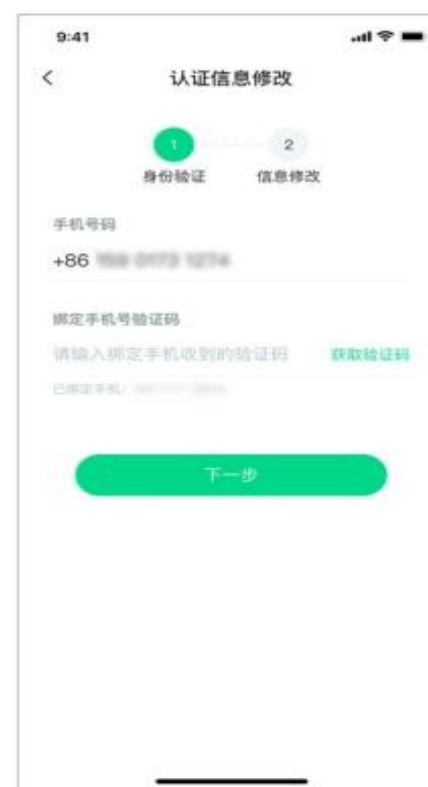 9:41
认证信息修改
1 2
身份验证 信息修改
手机号码
+86
绑定手机号验证码
请输入绑定手机收到的验证码 获取验证码
已绑定手机:
下一步